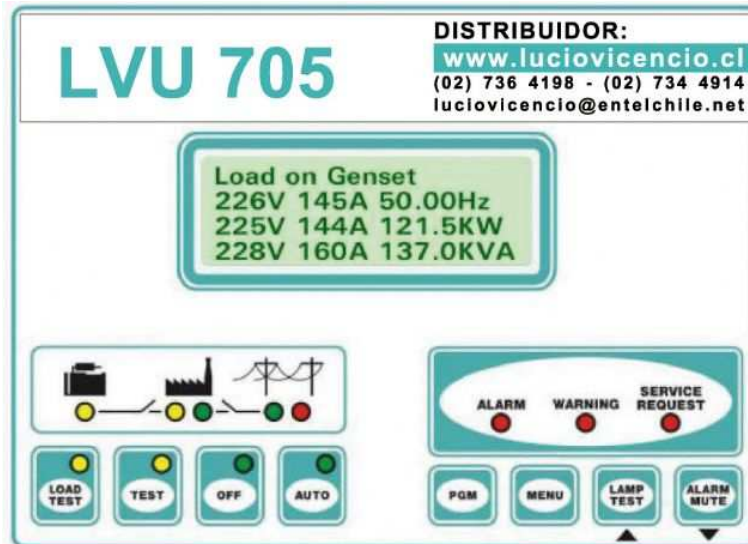 LVU 705
DISTRIBUIDOR:
www.luciovicencio.cl
(02) 736 4198 - (02) 734 4914
luciovicencio@entelchile.net
Load on Genset
226V 145A 50.00Hz
225V 144A 121.5KW
228V 160A 137.0KVA
ALARM
WARNING
SERVICE
REQUEST
LOAD
TEST
TEST
OFF
AUTO
PGM
MENU
LAMP
TEST
ALARM
MUTE